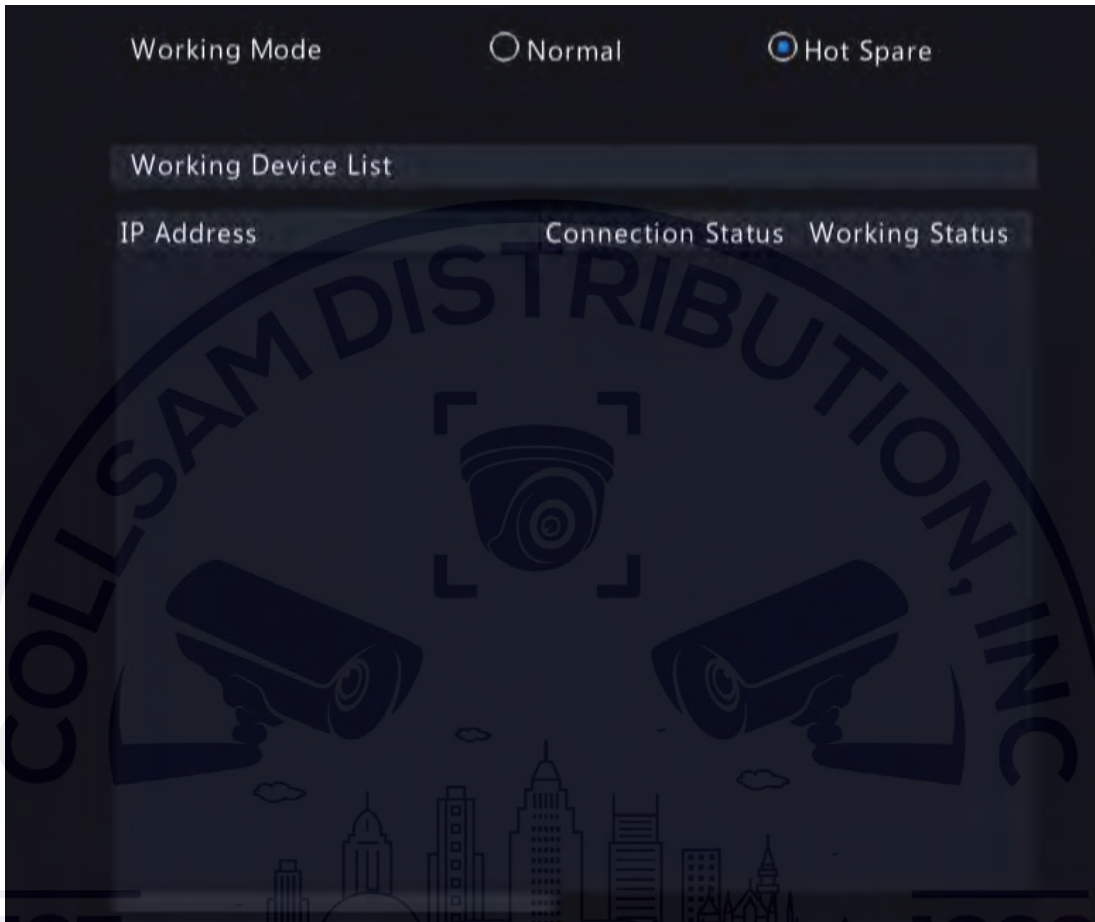 Working Mode Normal Hot Spare
Working Device List
IP Address Connection Status Working Status
COLLSAM DISTRIBUTION, INC